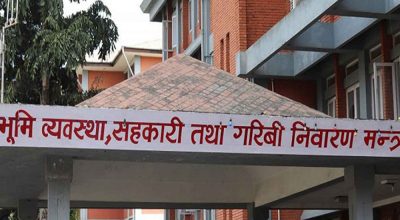 भूमि व्यवस्था, सहकारी तथा गरिबी निवारण मन्त्र